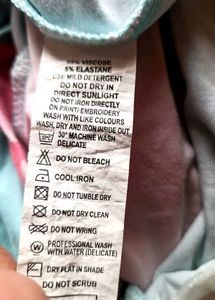 95% VISCOSE
5% ELASTANE
USE MILD DETERGENT
DO NOT DRY IN
DIRECT SUNLIGHT
DO NOT IRON DIRECTLY
ON PRINT/ EMBROIDERY
WASH WITH LIKE COLOURS
WASH, DRY AND IRON INSIDE OUT
30° MACHINE WASH
DELICATE
DO NOT BLEACH
COOL IRON
DO NOT TUMBLE DRY
DO NOT DRY CLEAN
DO NOT WRING
PROFESSIONAL WASH
WITH WATER (DELICATE)
DRY FLAT IN SHADE
DO NOT SCRUB